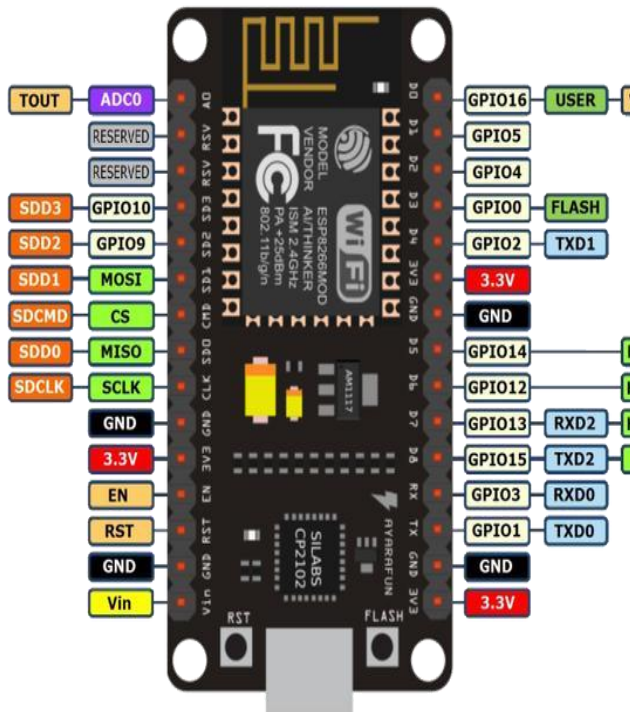 TOUT ADC0 A0 D0 GPIO16 USER
RESERVED RSV D1 GPIO5
RESERVED RSV D2 GPIO4
SDD3 GPIO10 SD3 D3 GPIO0 FLASH
SDD2 GPIO9 SD2 D4 GPIO2 TXD1
SDD1 MOSI SD1 3V3 3.3V
SDCMD CS CMD GND GND
SDD0 MISO SD0 D5 GPIO14
SDCLK SCLK CLK D6 GPIO12
GND GND D7 GPIO13 RXD2
3.3V 3V3 D8 GPIO15 TXD2
EN EN RX GPIO3 RXD0
RST RST TX GPIO1 TXD0
GND GND GND GND
Vin Vin 3V3 3.3V
MODEL ESP8266MOD
VENDOR AI/THINKER
ISM 2.4GHz
PA +25dBm
802.11b/g/n
FC
WiFi
AM1117
SILABS
CP2102
AYARAFUN
RST
FLASH